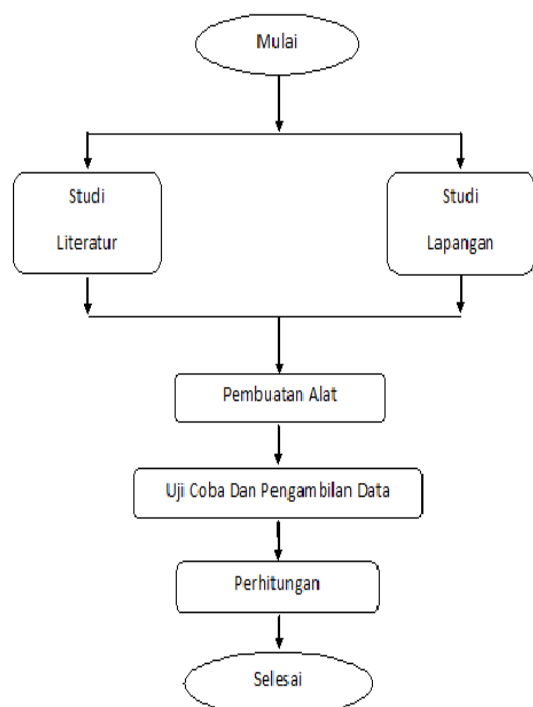 Mulai
Studi
Literatur
Studi
Lapangan
Pembuatan Alat
Uji Coba Dan Pengambilan Data
Perhitungan
Selesai